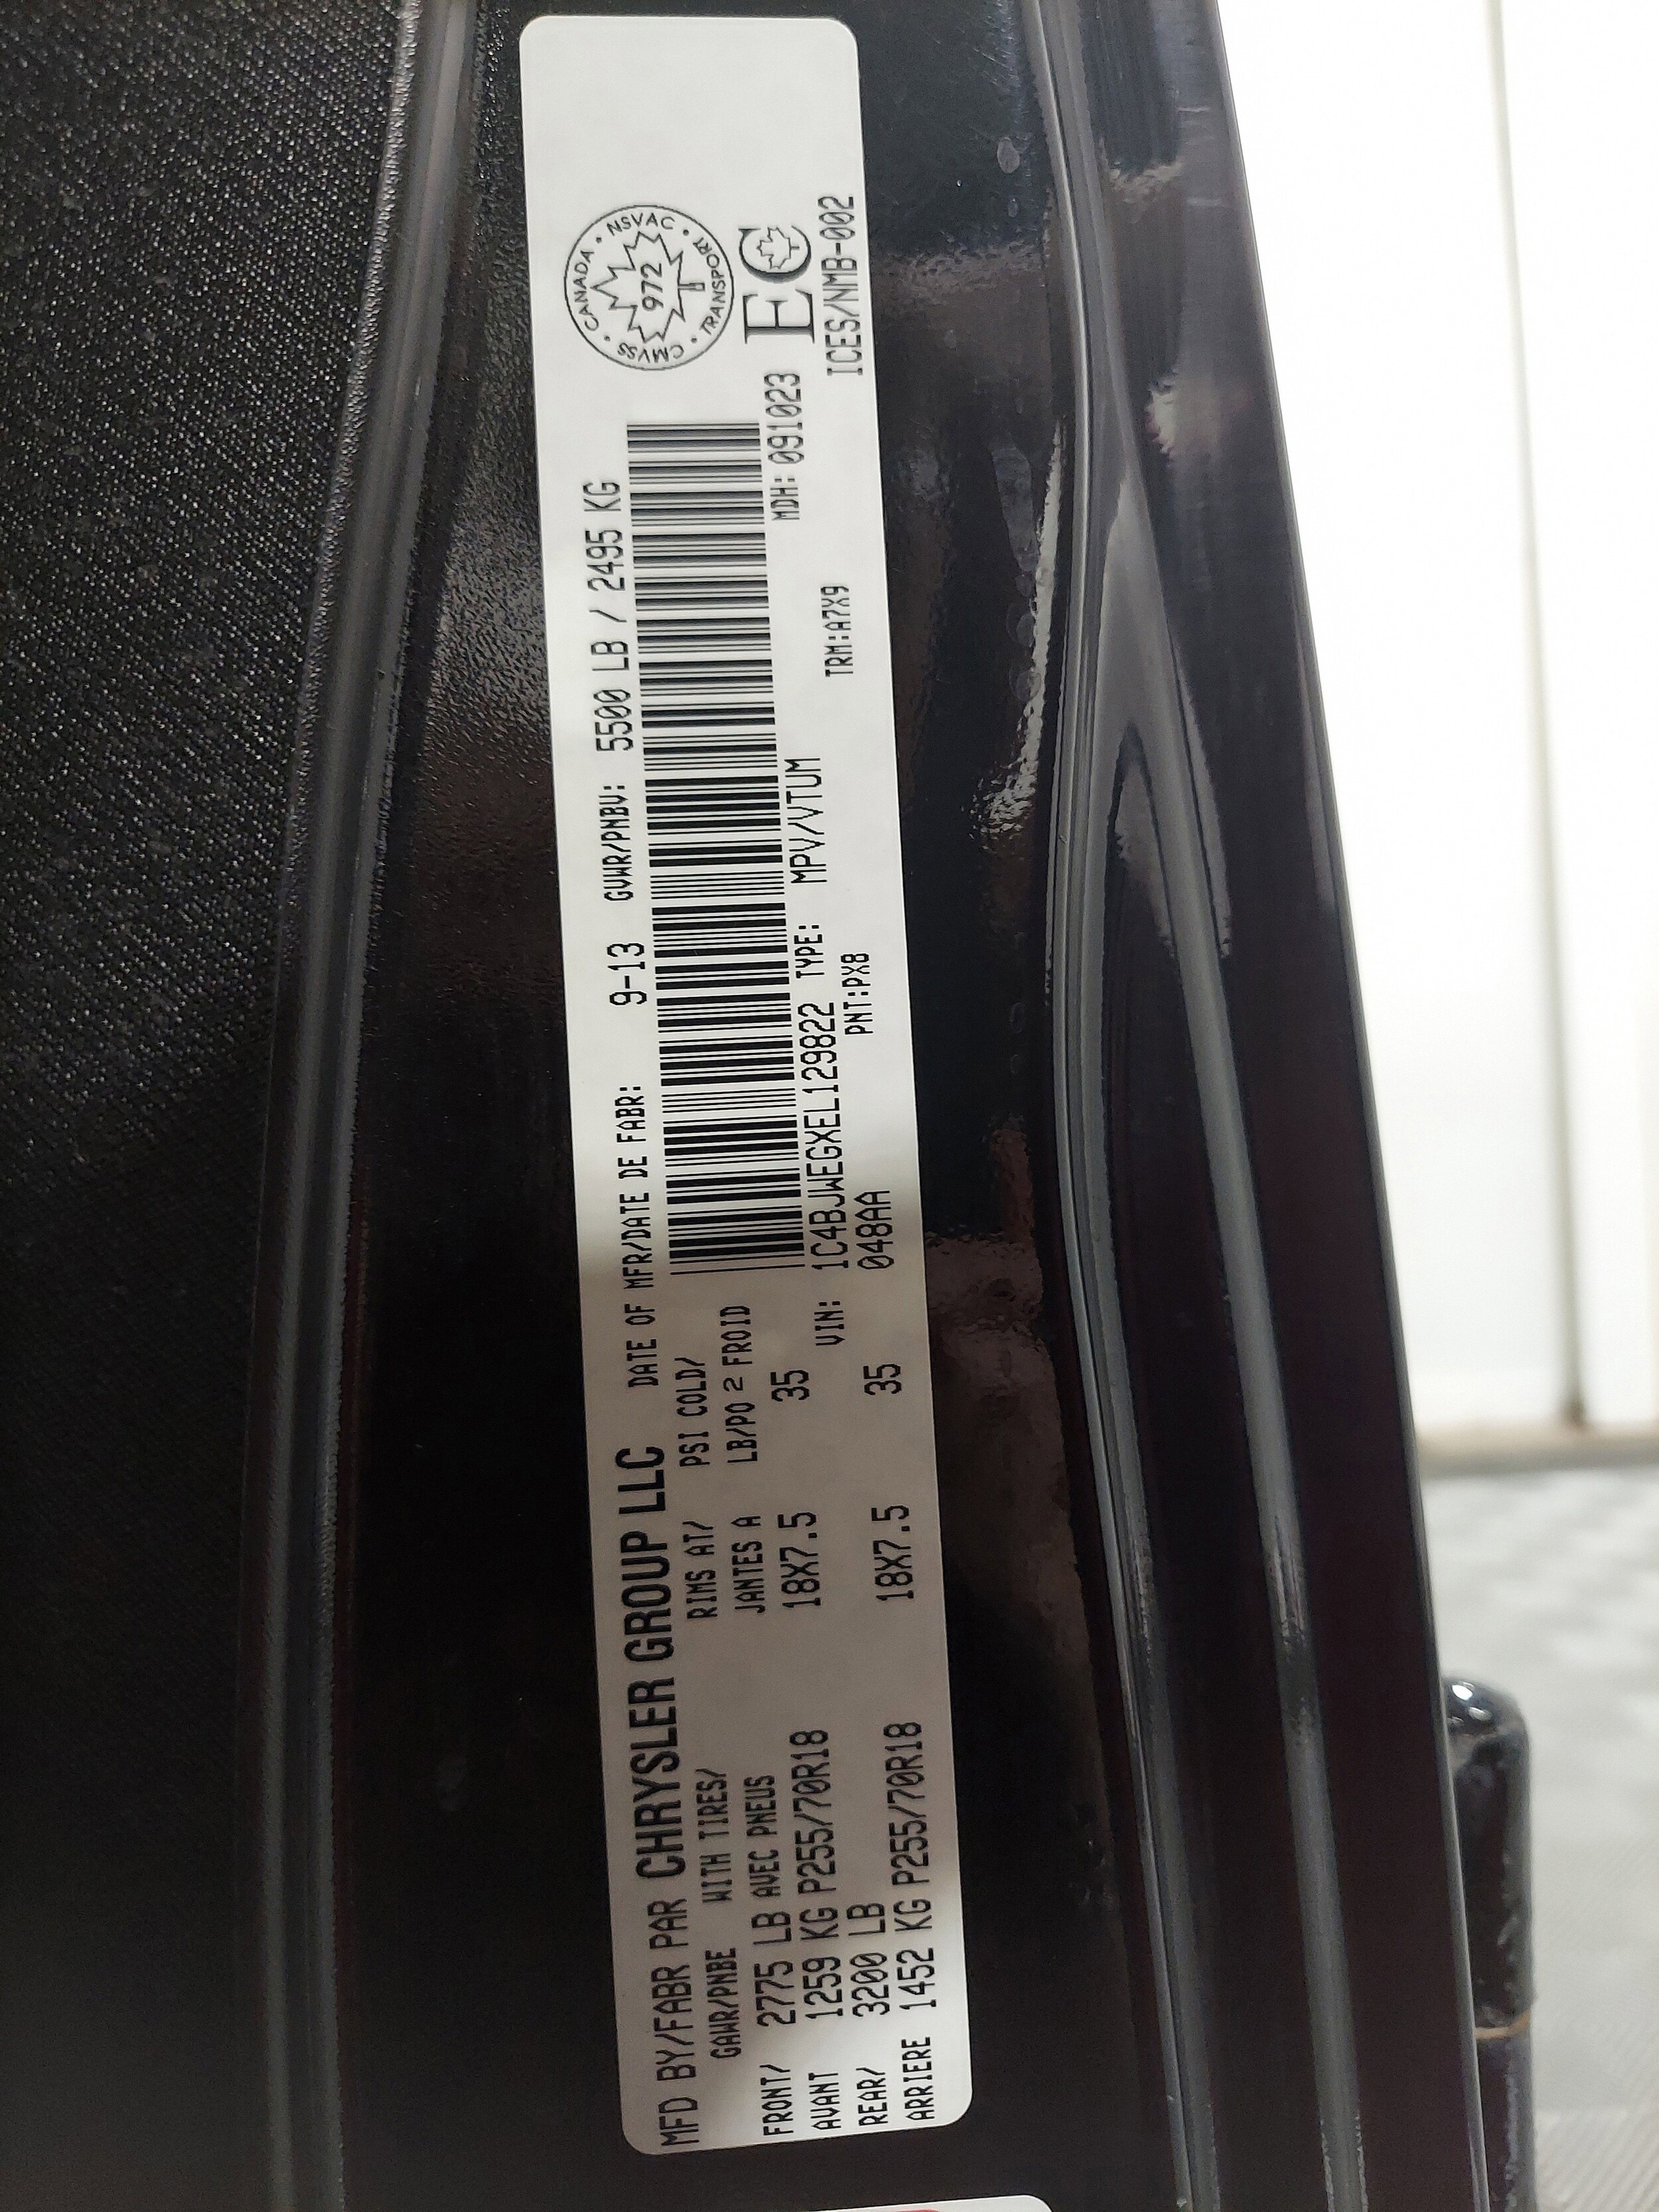 MFD BY/FABR PAR CHRYSLER GROUP LLC DATE OF MFR/DATE DE FABR: 9-13 GVWR/PNBV: 5500 LB / 2495 KG
GAWR/PNBE WITH TIRES/ RIMS AT/ PSI COLD/
AVEC PNEUS JANTES A LB/PO 2 FROID
FRONT/ 2775 LB
AVANT 1259 KG P255/70R18 18X7.5 35
REAR/ 3200 LB
ARRIERE 1452 KG P255/70R18 18X7.5 35
MDH: 091023
VIN: 1C4BJWEGXEL129822 TYPE: MPV/VTUM
048AA PNT:PX8 TRM:A7X9
CANADA • NSVAC • TRANSPORT • CMVSS •
972
EC
ICES/NMB-002